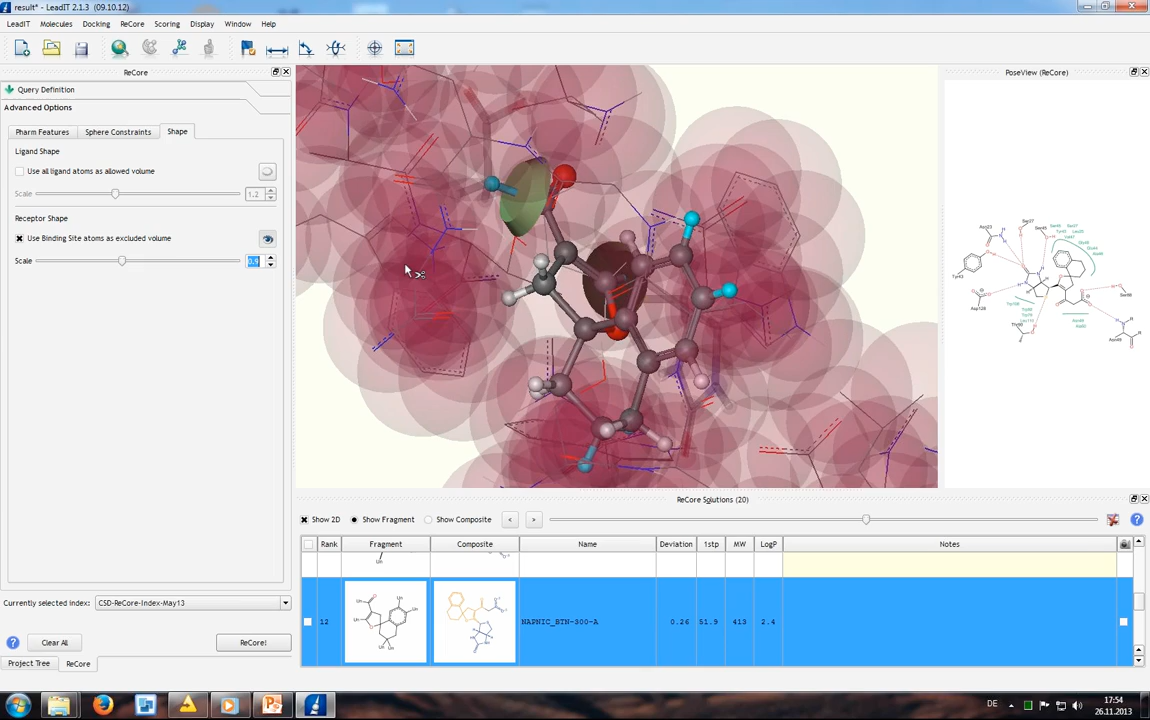 result* - LeadIT 2.1.3 (09.10.12)
LeadIT Molecules Docking ReCore Scoring Display Window Help
ReCore
PoseView (ReCore)
Query Definition
Advanced Options
Pharm Features Sphere Constraints Shape
Ligand Shape
Use all ligand atoms as allowed volume
Scale 1.2
Receptor Shape
Use Binding Site atoms as excluded volume
Scale 0.9
ReCore Solutions (20)
Show 2D Show Fragment Show Composite < >
Rank Fragment Composite Name Deviation 1stp MW LogP Notes
12 NAPNIC_BTN-300-A 0.26 51.9 413 2.4
Currently selected index: CSD-ReCore-Index-May13
Clear All ReCore!
Project Tree ReCore
DE 17:54
26.11.2013